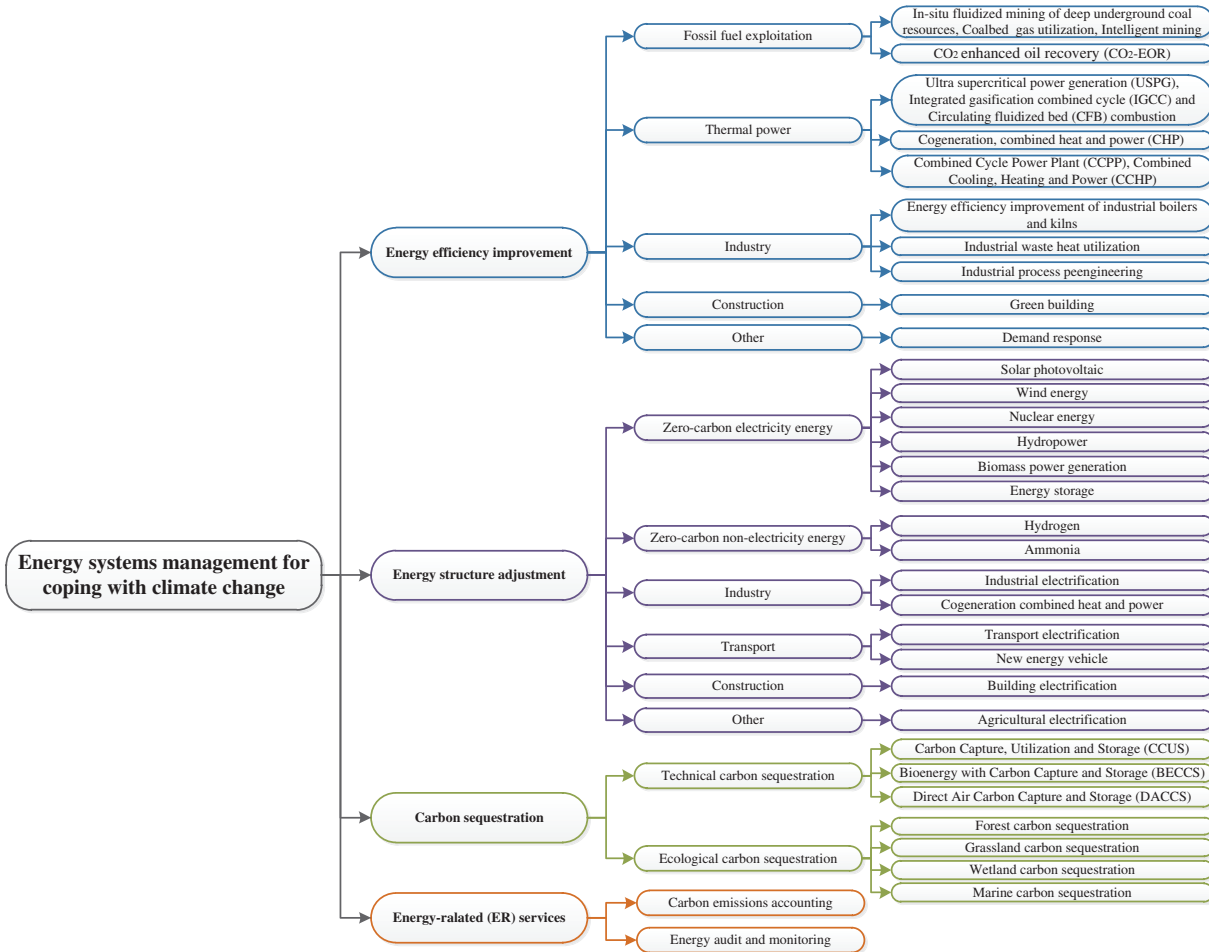 Energy systems management for
coping with climate change
Energy efficiency improvement
Fossil fuel exploitation
In-situ fluidized mining of deep underground coal
resources, Coalbed gas utilization, Intelligent mining
CO2 enhanced oil recovery (CO2-EOR)
Thermal power
Ultra supercritical power generation (USPG),
Integrated gasification combined cycle (IGCC) and
Circulating fluidized bed (CFB) combustion
Cogeneration, combined heat and power (CHP)
Combined Cycle Power Plant (CCPP), Combined
Cooling, Heating and Power (CCHP)
Industry
Energy efficiency improvement of industrial boilers
and kilns
Industrial waste heat utilization
Industrial process peengineering
Construction
Green building
Other
Demand response
Energy structure adjustment
Zero-carbon electricity energy
Solar photovoltaic
Wind energy
Nuclear energy
Hydropower
Biomass power generation
Energy storage
Zero-carbon non-electricity energy
Hydrogen
Ammonia
Industry
Industrial electrification
Cogeneration combined heat and power
Transport
Transport electrification
New energy vehicle
Construction
Building electrification
Other
Agricultural electrification
Carbon sequestration
Technical carbon sequestration
Carbon Capture, Utilization and Storage (CCUS)
Bioenergy with Carbon Capture and Storage (BECCS)
Direct Air Carbon Capture and Storage (DACCS)
Ecological carbon sequestration
Forest carbon sequestration
Grassland carbon sequestration
Wetland carbon sequestration
Marine carbon sequestration
Energy-ralated (ER) services
Carbon emissions accounting
Energy audit and monitoring